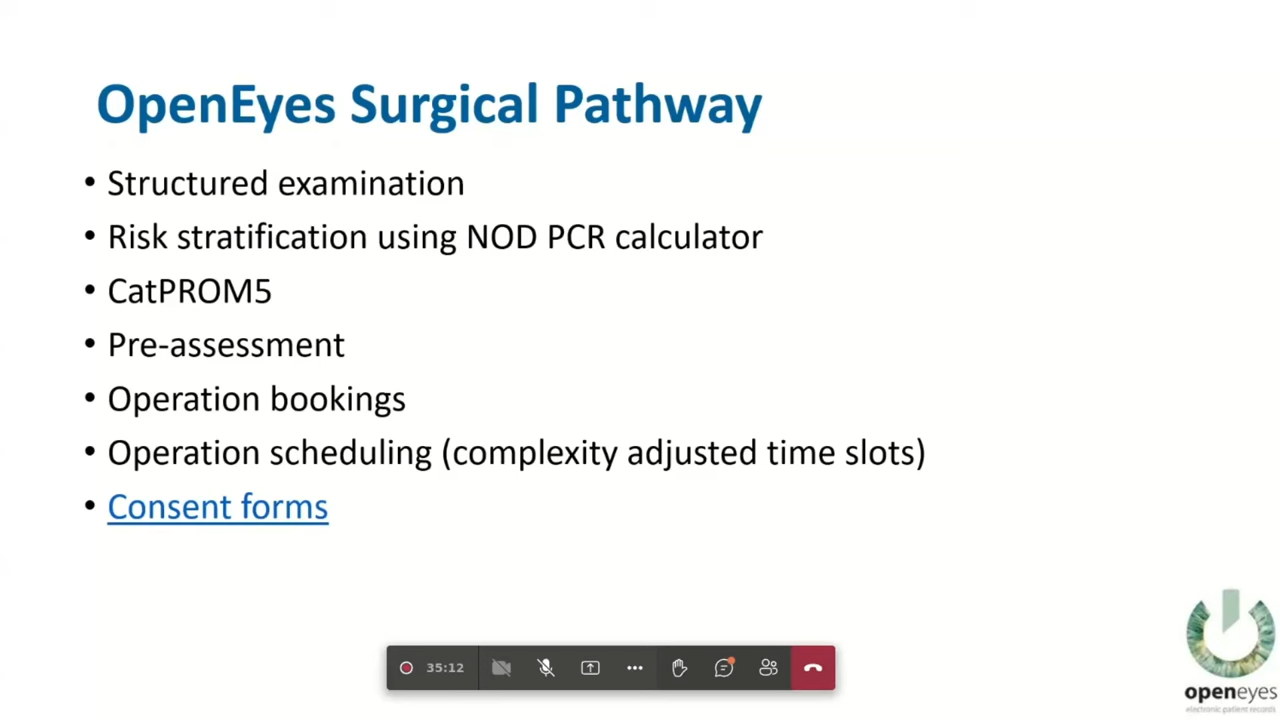 OpenEyes Surgical Pathway
• Structured examination
• Risk stratification using NOD PCR calculator
• CatPROM5
• Pre-assessment
• Operation bookings
• Operation scheduling (complexity adjusted time slots)
• Consent forms
35:12
openeyes
electronic patient records